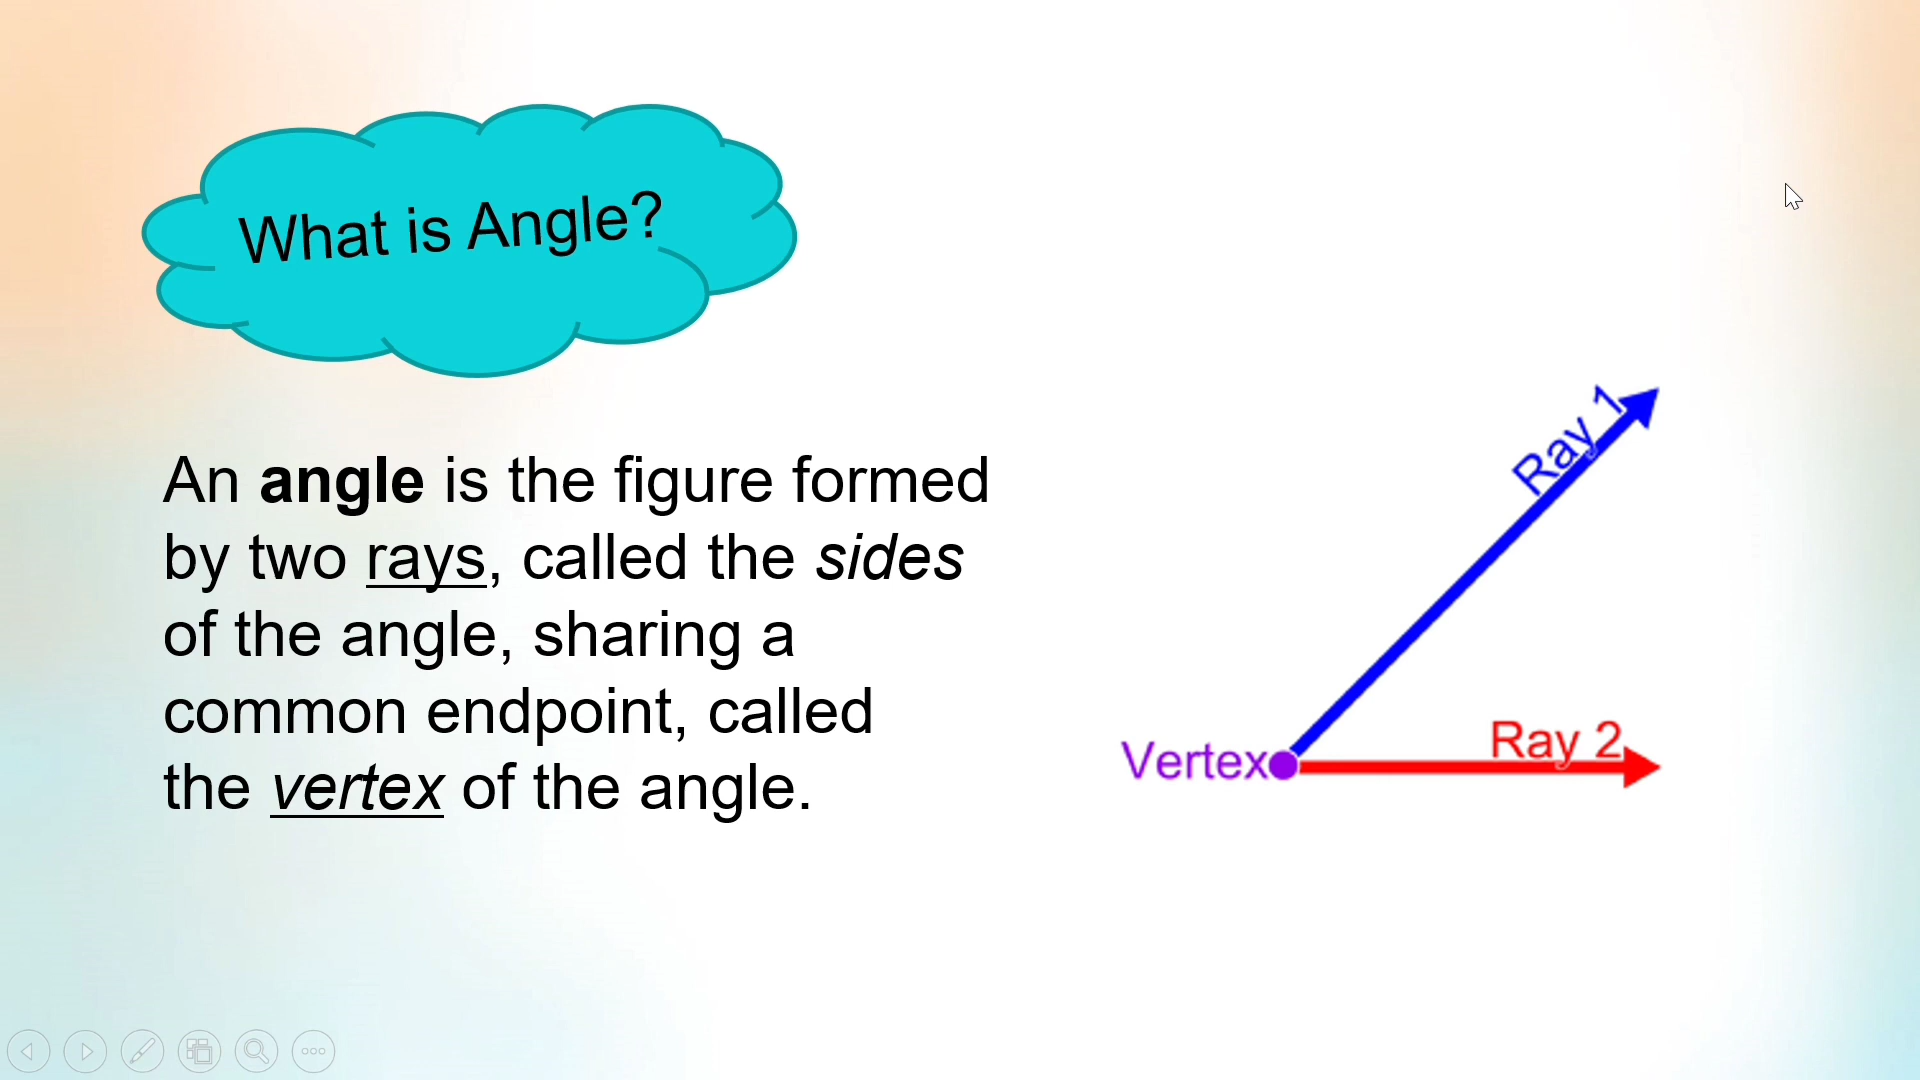 What is Angle?
An angle is the figure formed
by two rays, called the sides
of the angle, sharing a
common endpoint, called
the vertex of the angle.
Ray 1
Ray 2
Vertex